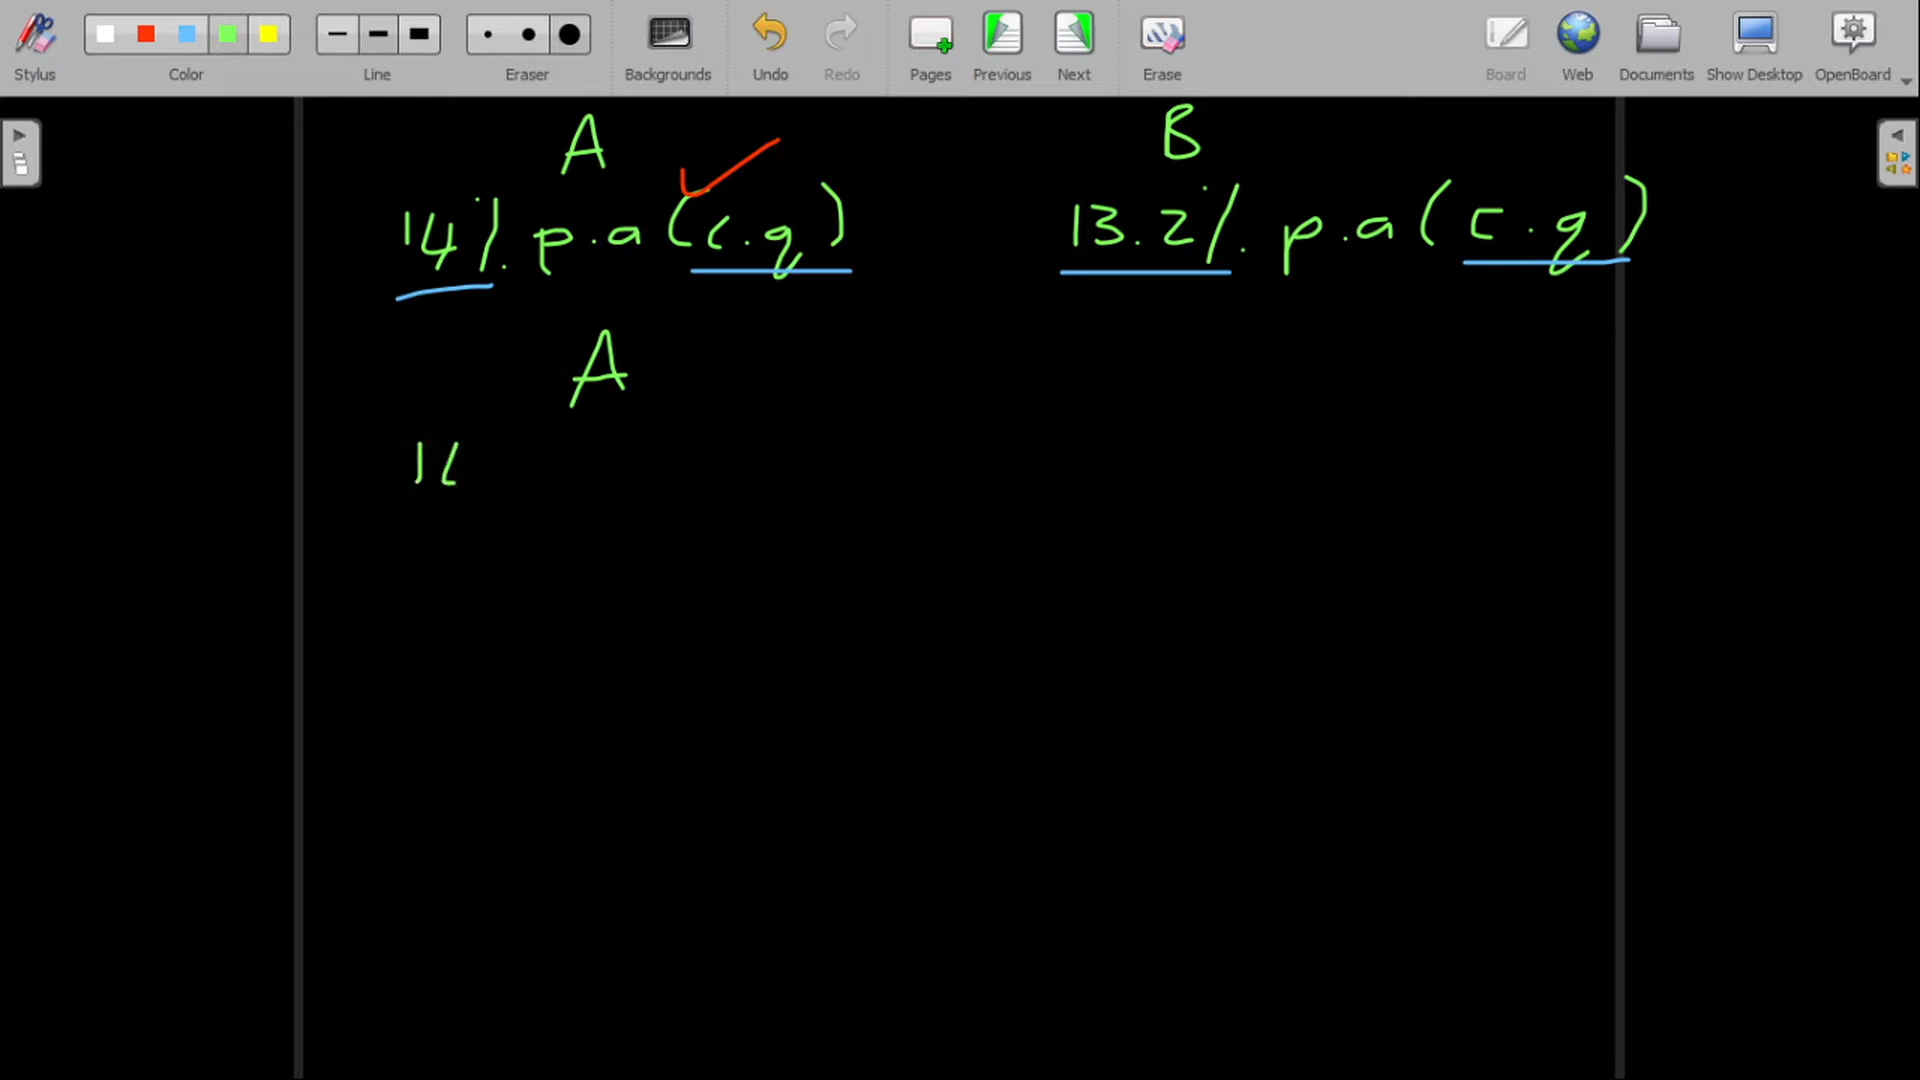 Stylus Color Line Eraser Backgrounds Undo Redo Pages Previous Next Erase Board Web Documents Show Desktop OpenBoard
A B
14% p.a (c.q) 13.2% p.a (c.q)
A